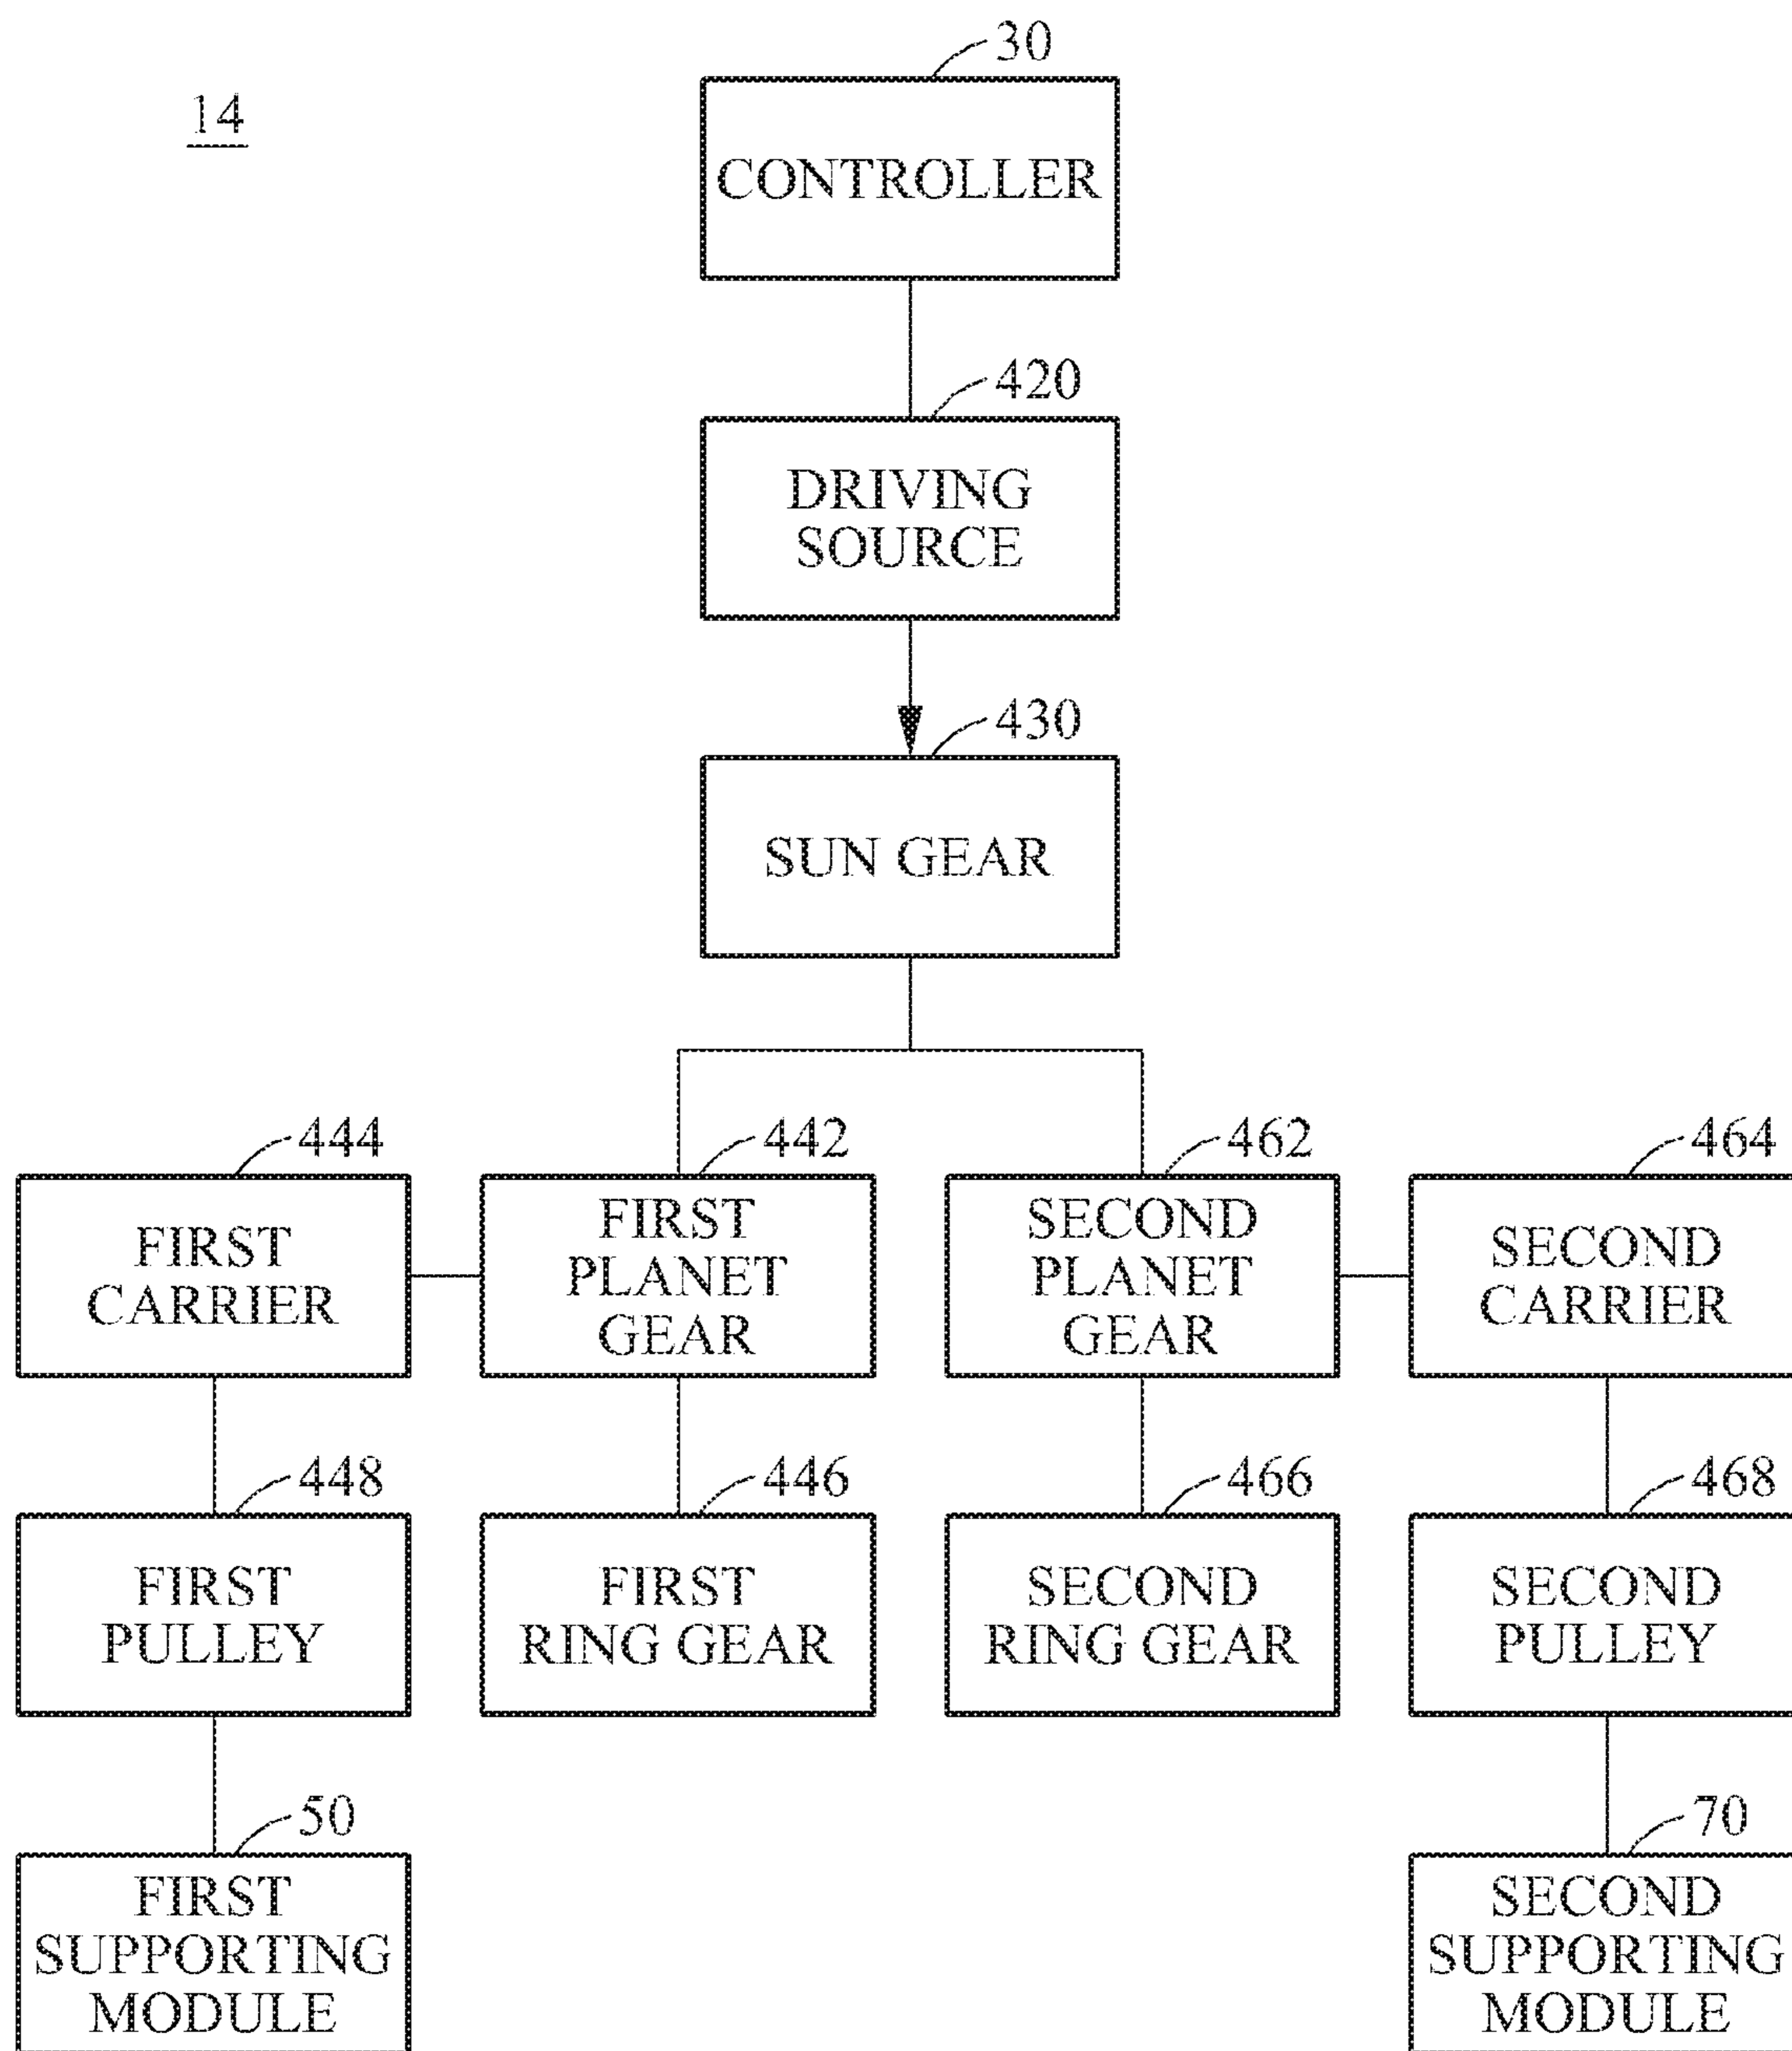 14
30
CONTROLLER
420
DRIVING
SOURCE
430
SUN GEAR
444
FIRST
CARRIER
442
FIRST
PLANET
GEAR
462
SECOND
PLANET
GEAR
464
SECOND
CARRIER
448
FIRST
PULLEY
446
FIRST
RING GEAR
466
SECOND
RING GEAR
468
SECOND
PULLEY
50
FIRST
SUPPORTING
MODULE
70
SECOND
SUPPORTING
MODULE